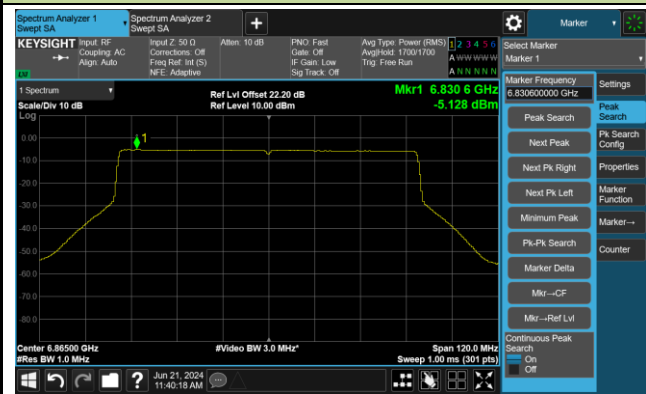 Spectrum Analyzer 1
Swept SA
Spectrum Analyzer 2
Swept SA
+
Marker
KEYSIGHT
Input: RF
Coupling: AC
Align: Auto
Input Z: 50 Ω
Corrections: Off
Freq Ref: Int (S)
NFE: Adaptive
Atten: 10 dB
PNO: Fast
Gate: Off
IF Gain: Low
Sig Track: Off
Avg Type: Power (RMS)
Avg|Hold: 1700/1700
Trig: Free Run
1 2 3 4 5 6
A W W W W W
A N N N N N
Select Marker
Marker 1
1 Spectrum
Scale/Div 10 dB
Log
Ref Lvl Offset 22.20 dB
Ref Level 10.00 dBm
Mkr1 6.830 6 GHz
-5.128 dBm
1
0.00
-10.0
-20.0
-30.0
-40.0
-50.0
-60.0
-70.0
-80.0
Center 6.86500 GHz
#Res BW 1.0 MHz
#Video BW 3.0 MHz*
Span 120.0 MHz
Sweep 1.00 ms (301 pts)
Marker Frequency
6.830600000 GHz
Peak Search
Next Peak
Next Pk Right
Next Pk Left
Minimum Peak
Pk-Pk Search
Marker Delta
Mkr→CF
Mkr→Ref Lvl
Continuous Peak
Search
On
Off
Settings
Peak
Search
Pk Search
Config
Properties
Marker
Function
Marker→
Counter
?
Jun 21, 2024
11:40:18 AM